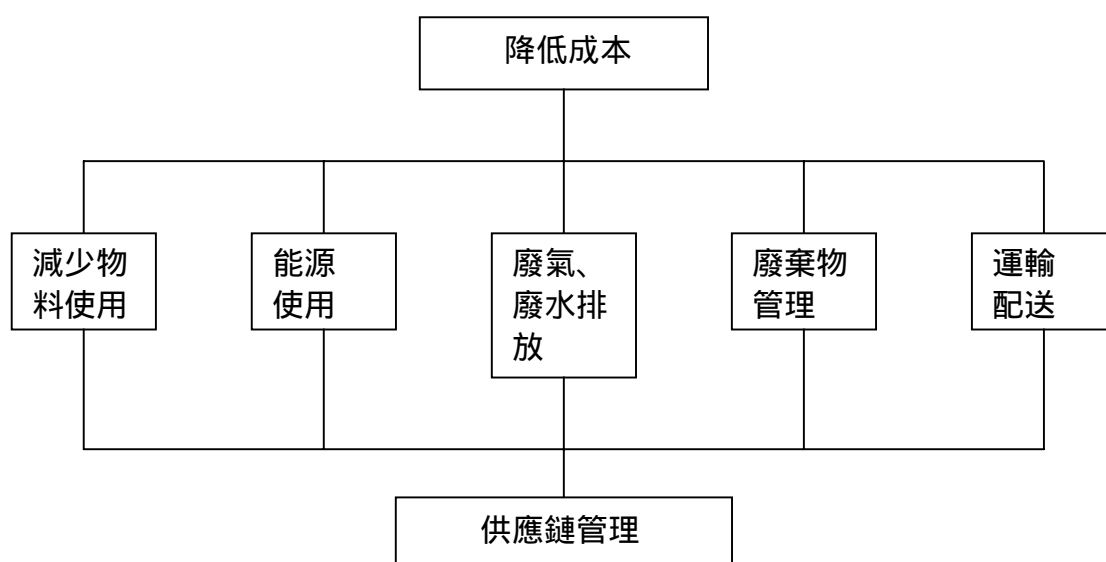 降低成本
減少物
料使用
能源
使用
廢氣、
廢水排
放
廢棄物
管理
運輸
配送
供應鏈管理